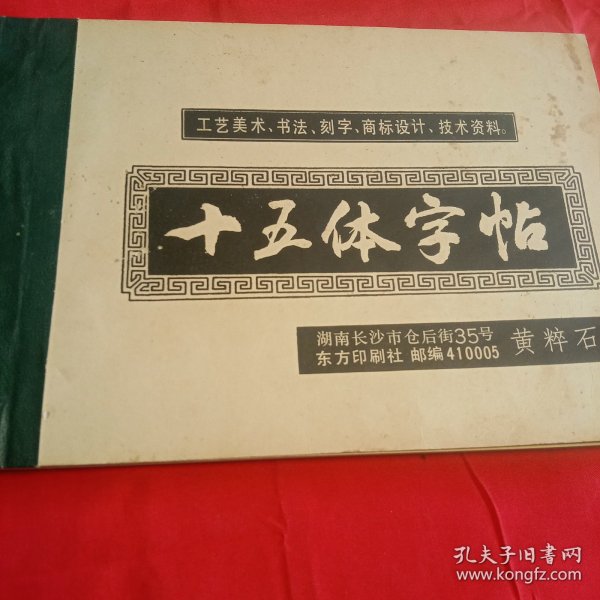 工艺美术、书法、刻字、商标设计、技术资料。
十五体字帖
湖南长沙市仓后街35号
东方印刷社 邮编410005 黄粹石
孔夫子旧书网
www.kongfz.com